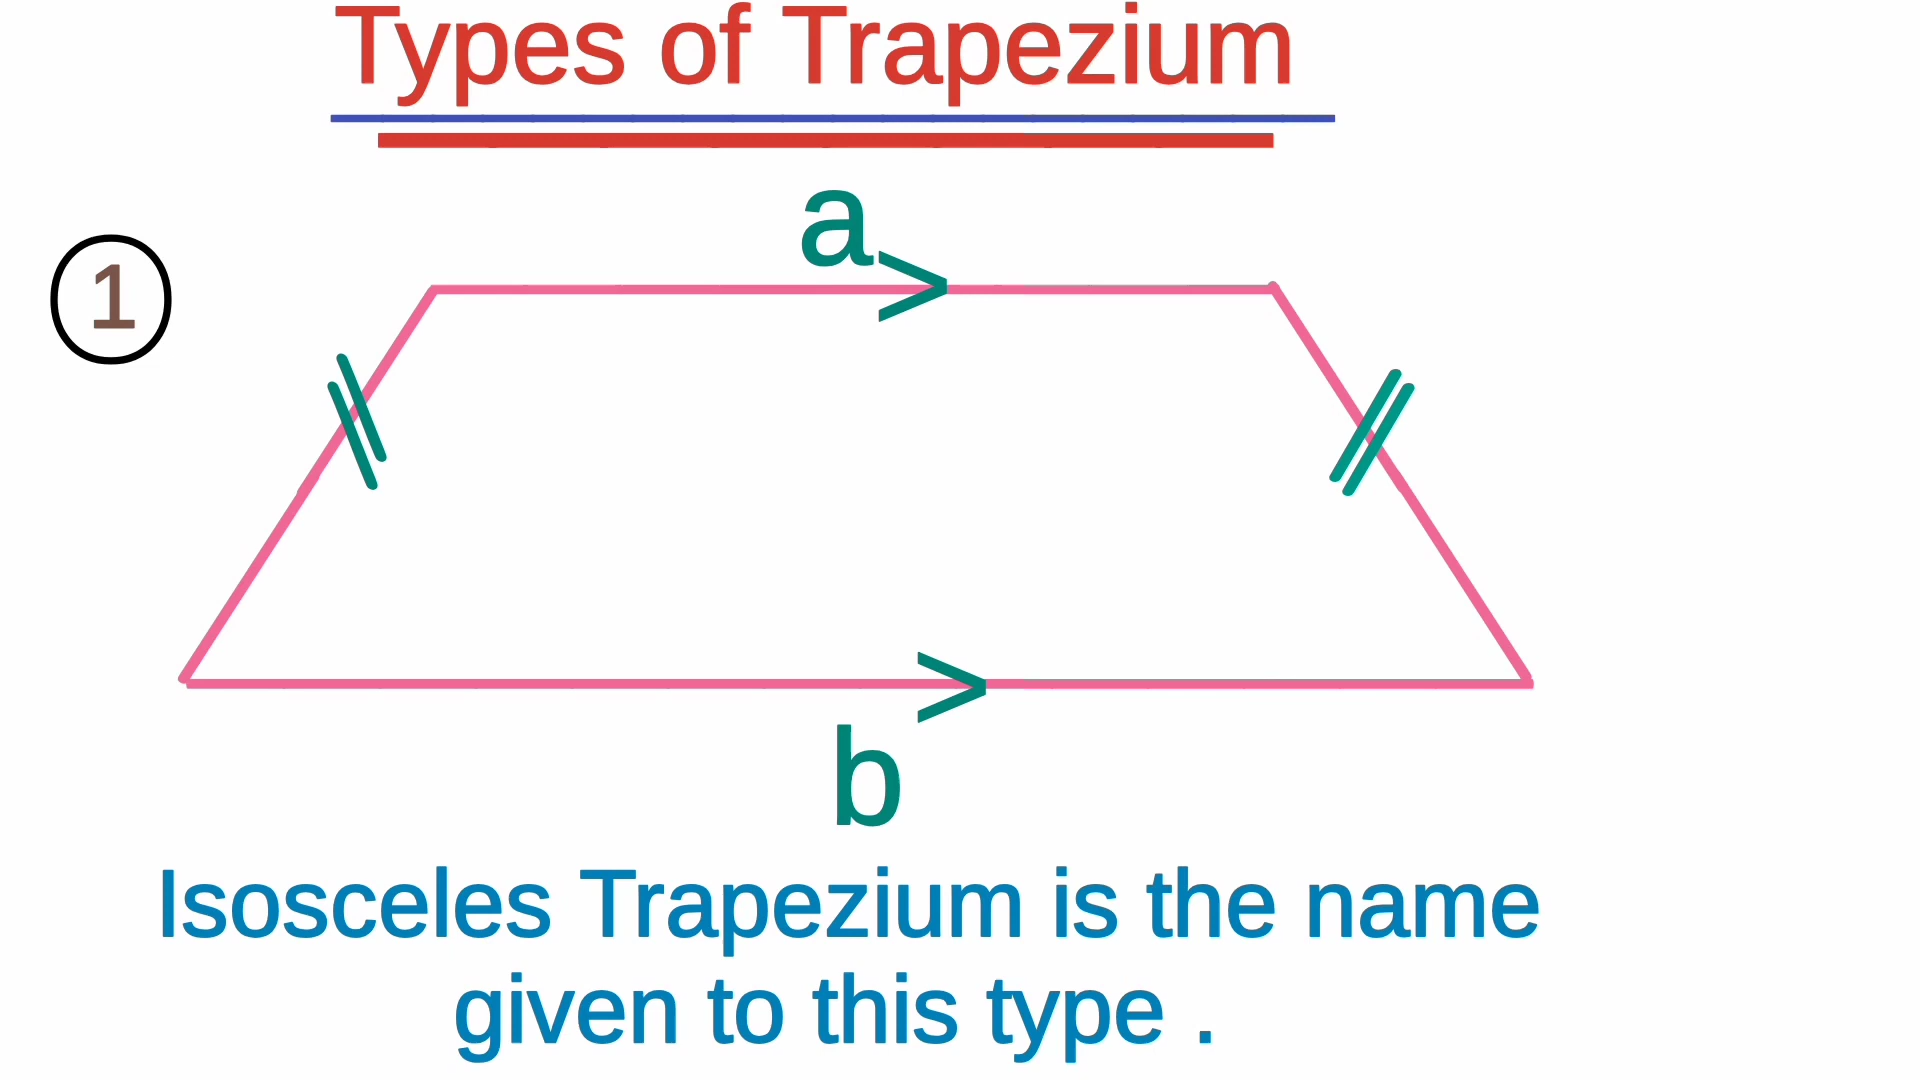 Types of Trapezium
a
1
b
Isosceles Trapezium is the name
given to this type .